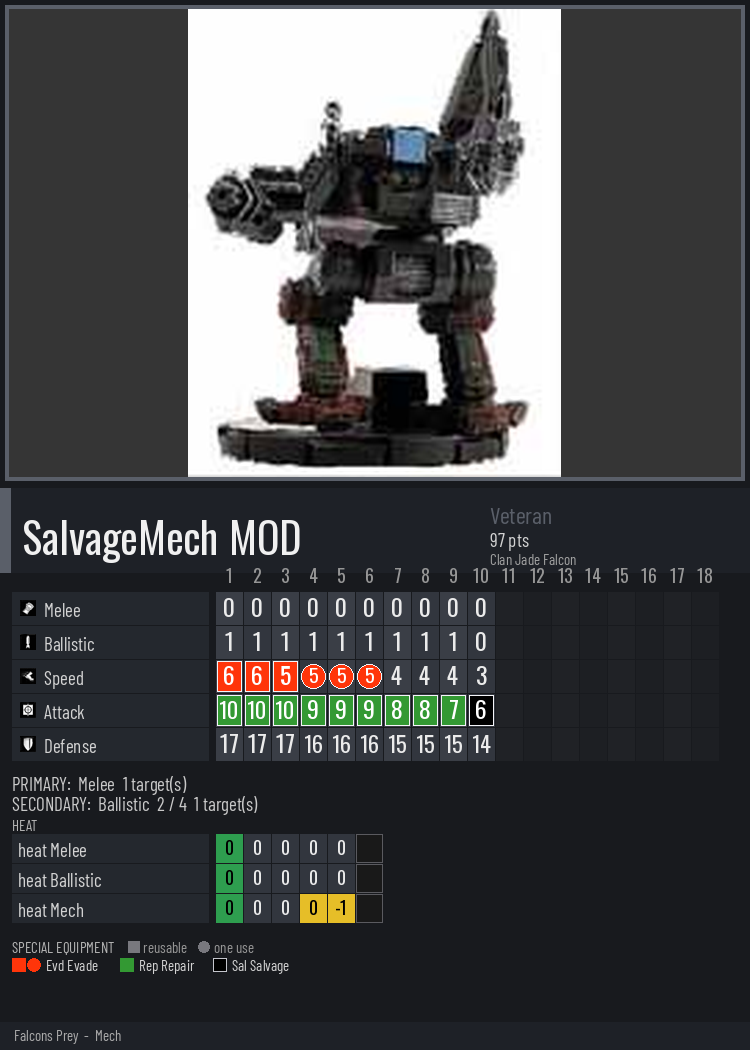 SalvageMech MOD
Veteran
97 pts
Clan Jade Falcon
1 2 3 4 5 6 7 8 9 10 11 12 13 14 15 16 17 18
Melee 0 0 0 0 0 0 0 0 0 0
Ballistic 1 1 1 1 1 1 1 1 1 0
Speed 6 6 5 5 5 5 4 4 4 3
Attack 10 10 10 9 9 9 8 8 7 6
Defense 17 17 17 16 16 16 15 15 15 14
PRIMARY: Melee 1 target(s)
SECONDARY: Ballistic 2 / 4 1 target(s)
HEAT
heat Melee 0 0 0 0 0
heat Ballistic 0 0 0 0 0
heat Mech 0 0 0 0 -1
SPECIAL EQUIPMENT reusable one use
Evd Evade Rep Repair Sal Salvage
Falcons Prey - Mech